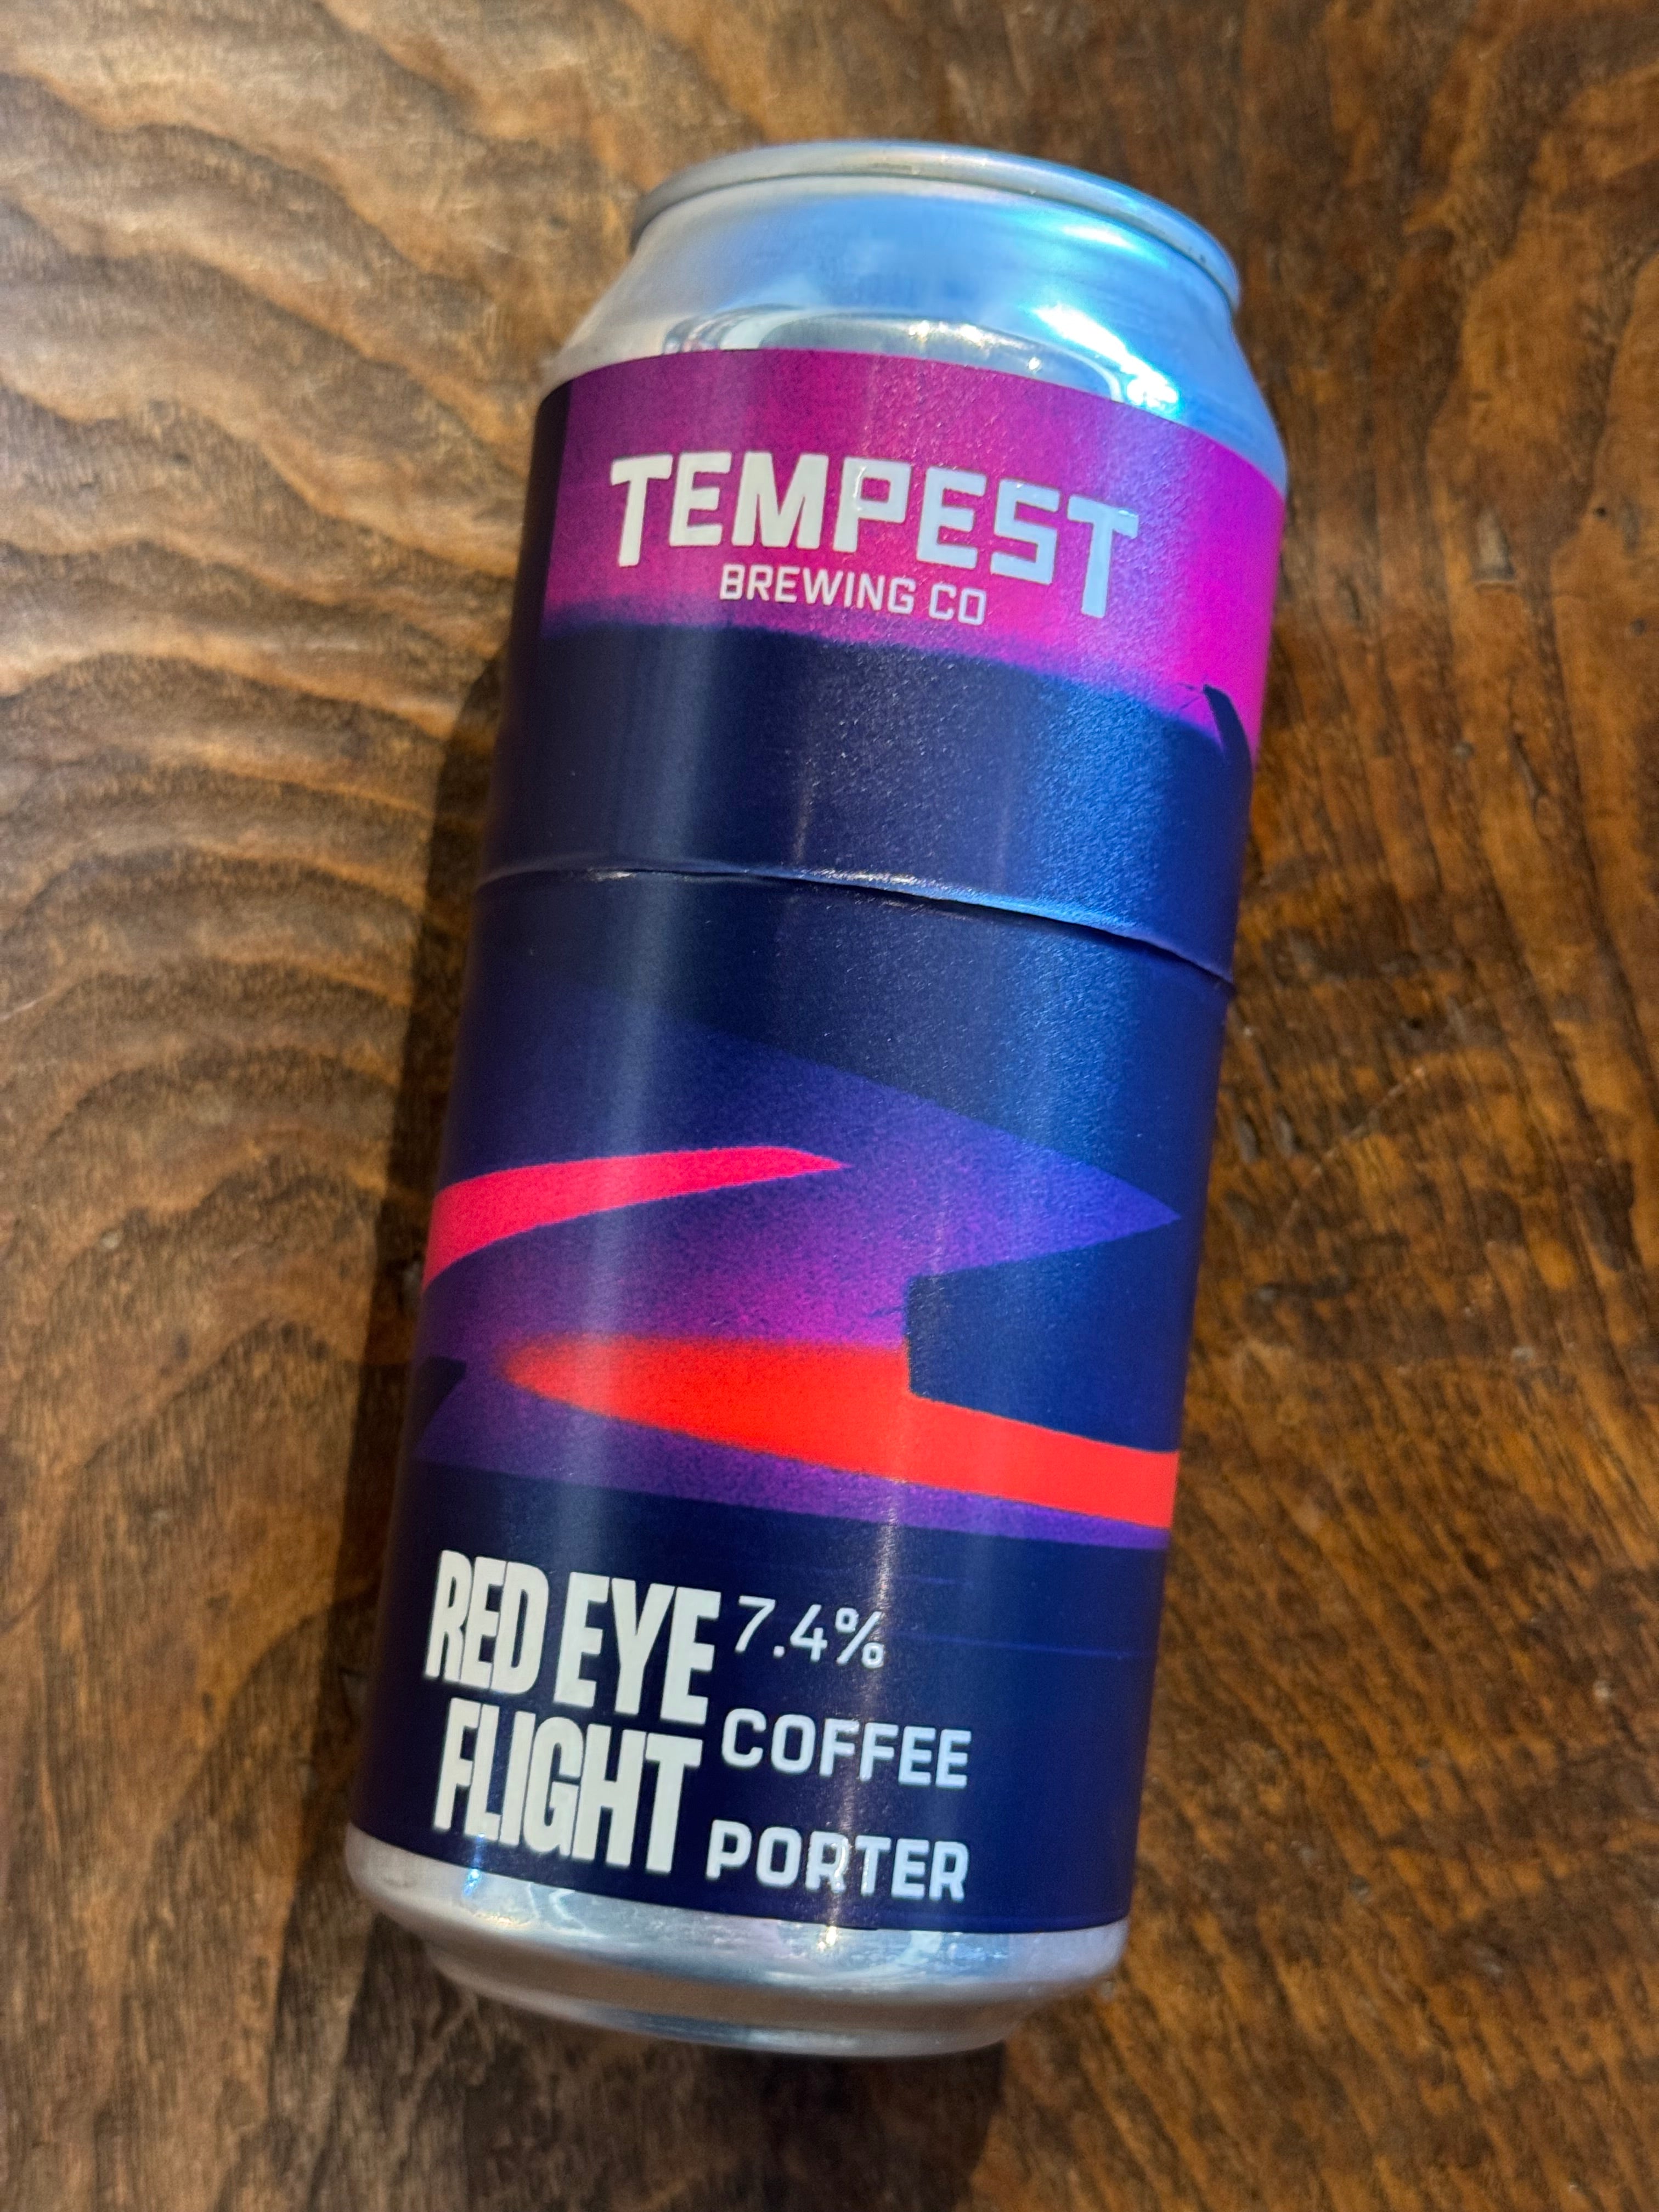 TEMPEST
BREWING CO
RED EYE
FLIGHT
7.4%
COFFEE
PORTER